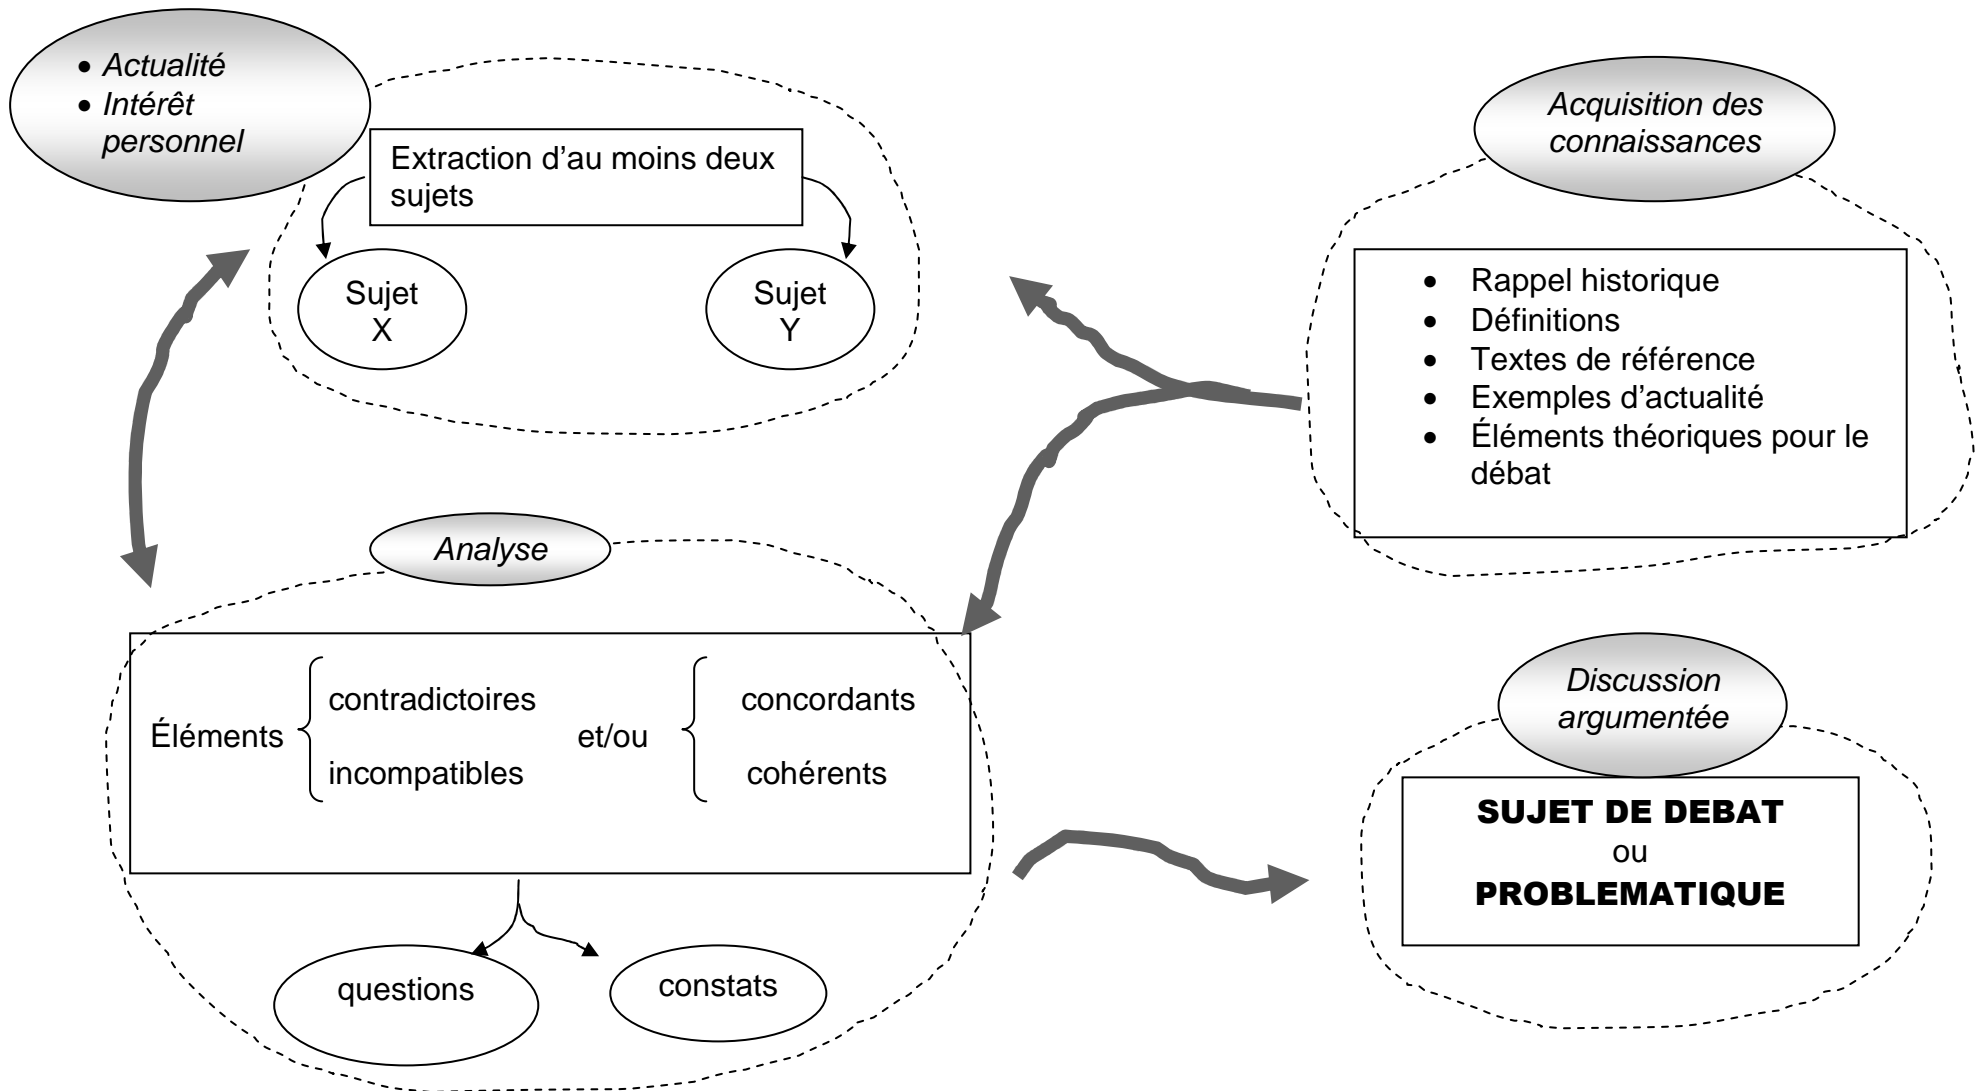 • Actualité
• Intérêt
personnel
Extraction d’au moins deux
sujets
Sujet
X
Sujet
Y
Acquisition des
connaissances
• Rappel historique
• Définitions
• Textes de référence
• Exemples d’actualité
• Éléments théoriques pour le
débat
Analyse
Éléments
contradictoires
incompatibles
et/ou
concordants
cohérents
questions
constats
Discussion
argumentée
SUJET DE DEBAT
ou
PROBLEMATIQUE